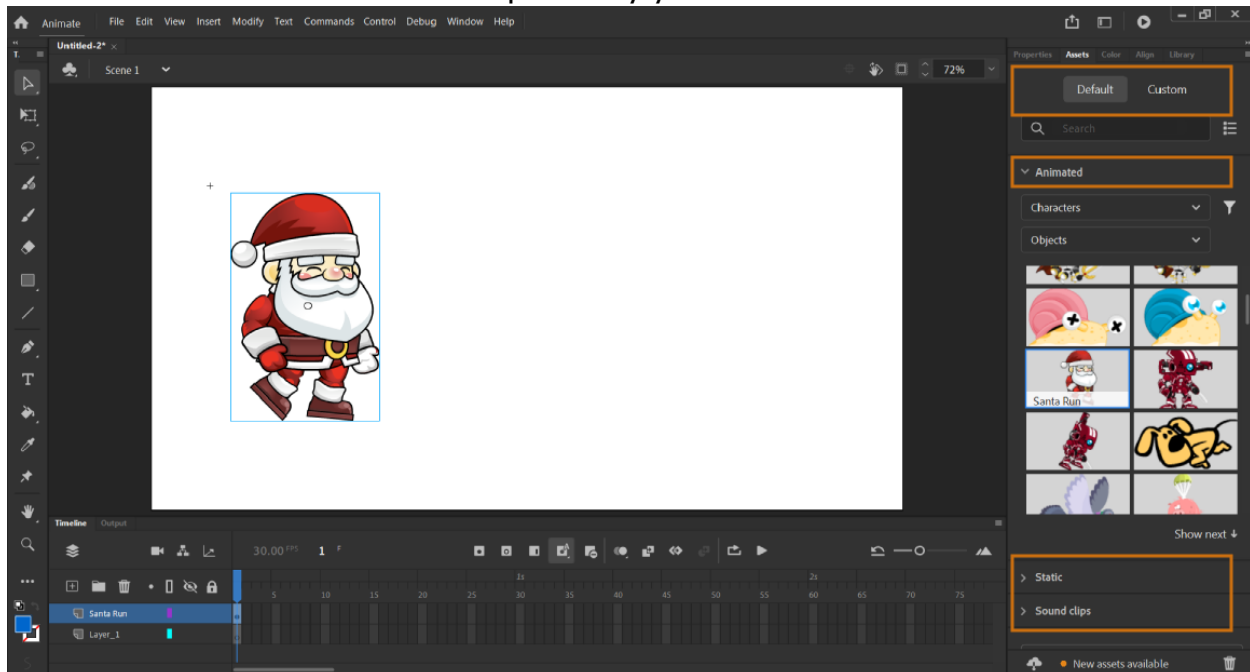 Animate File Edit View Insert Modify Text Commands Control Debug Window Help
Untitled-2* ×
Scene 1
72%
Properties Assets Color Align Library
Default Custom
Search
Animated
Characters
Objects
Santa Run
Show next
Static
Sound clips
New assets available
Timeline Output
30.00 FPS 1 F
1s 2s
5 10 15 20 25 30 35 40 45 50 55 60 65 70 75
Santa Run
Layer_1